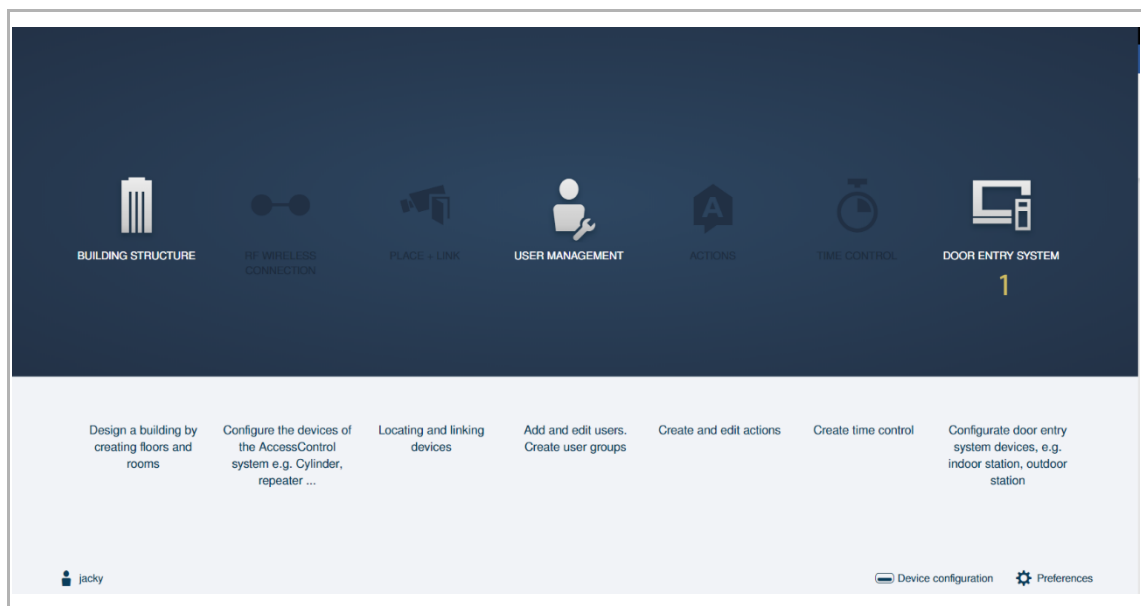 BUILDING STRUCTURE
RF WIRELESS
CONNECTION
PLACE + LINK
USER MANAGEMENT
ACTIONS
TIME CONTROL
DOOR ENTRY SYSTEM
1
Design a building by
creating floors and
rooms
Configure the devices of
the AccessControl
system e.g. Cylinder,
repeater ...
Locating and linking
devices
Add and edit users.
Create user groups
Create and edit actions
Create time control
Configurate door entry
system devices, e.g.
indoor station, outdoor
station
jacky
Device configuration
Preferences